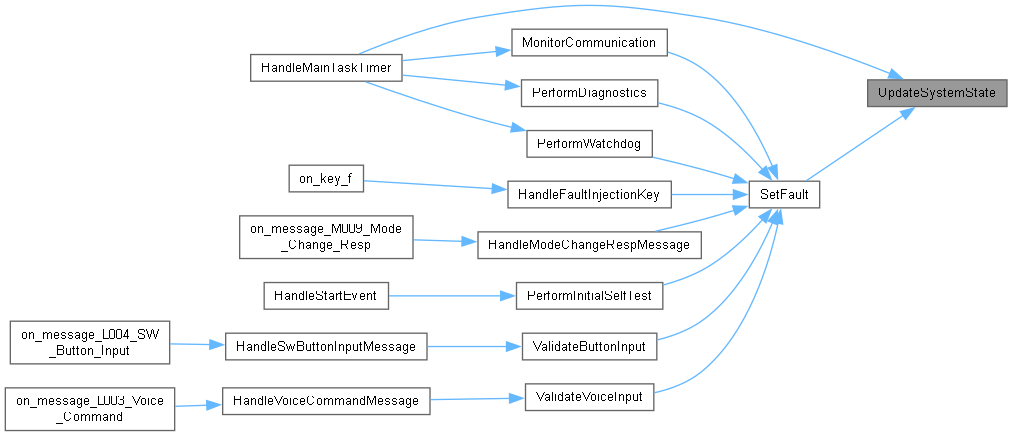 MonitorCommunication
HandleMainTaskTimer
UpdateSystemState
PerformDiagnostics
PerformWatchdog
on_key_f
HandleFaultInjectionKey
SetFault
on_message_M009_Mode
_Change_Resp
HandleModeChangeRespMessage
HandleStartEvent
PerformInitialSelfTest
on_message_L004_SW
_Button_Input
HandleSwButtonInputMessage
ValidateButtonInput
on_message_L003_Voice
_Command
HandleVoiceCommandMessage
ValidateVoiceInput